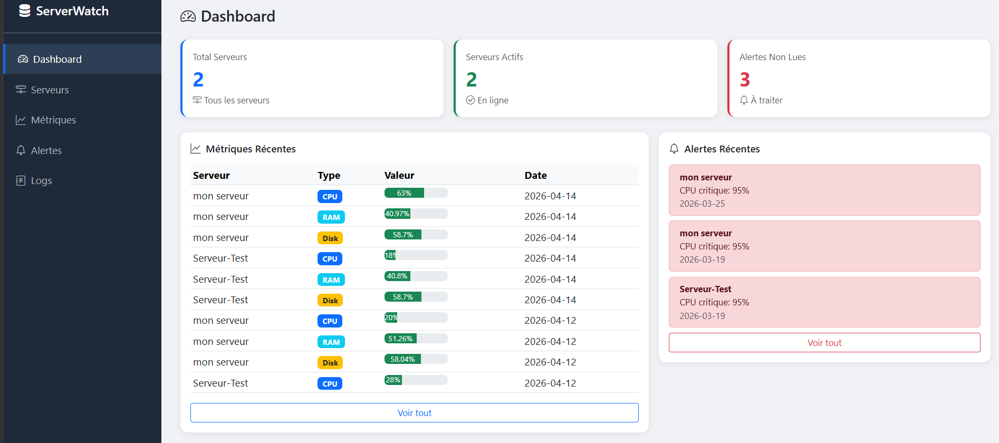 ServerWatch
Dashboard
Serveurs
Métriques
Alertes
Logs
Dashboard
Total Serveurs
2
Tous les serveurs
Serveurs Actifs
2
En ligne
Alertes Non Lues
3
À traiter
Métriques Récentes
Serveur Type Valeur Date
mon serveur CPU 63% 2026-04-14
mon serveur RAM 40.97% 2026-04-14
mon serveur Disk 58.7% 2026-04-14
Serveur-Test CPU 18% 2026-04-14
Serveur-Test RAM 40.8% 2026-04-14
Serveur-Test Disk 58.7% 2026-04-14
mon serveur CPU 20% 2026-04-12
mon serveur RAM 51.26% 2026-04-12
mon serveur Disk 58.04% 2026-04-12
Serveur-Test CPU 28% 2026-04-12
Voir tout
Alertes Récentes
mon serveur
CPU critique: 95%
2026-03-25
mon serveur
CPU critique: 95%
2026-03-19
Serveur-Test
CPU critique: 95%
2026-03-19
Voir tout